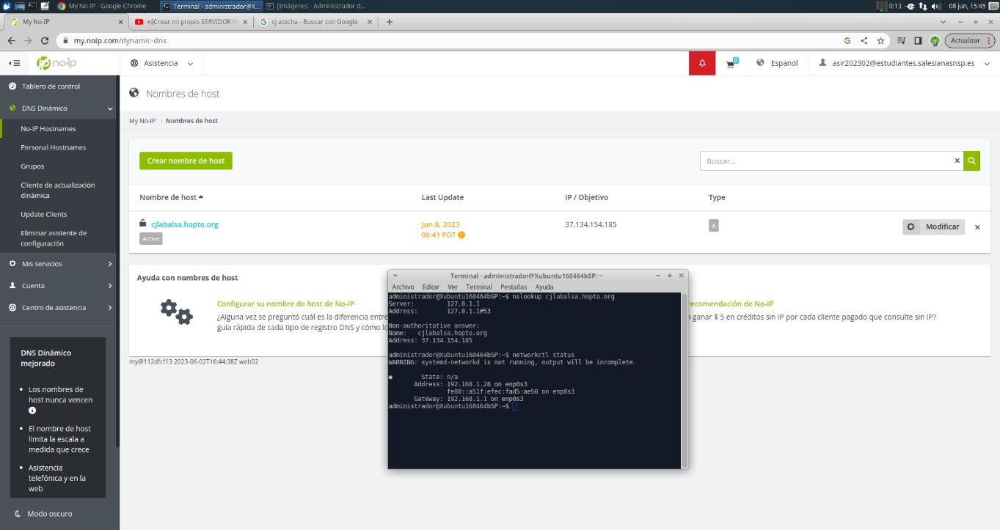 My No-IP - Google Chrome
Terminal - administrador@X...
[Imágenes - Administrador d...
0:13
08 jun, 15:45
My No-IP
Crear mi propio SERVIDOR V
cj atocha - Buscar con Google
my.noip.com/dynamic-dns
Actualizar
no-ip
Asistencia
0
Espanol
asir202302@estudiantes.salesianasnsp.es
Tablero de control
DNS Dinámico
No-IP Hostnames
Personal Hostnames
Grupos
Cliente de actualización
dinámica
Update Clients
Eliminar asistente de
configuración
Mis servicios
Cuenta
Centro de asistencia
DNS Dinámico
mejorado
Los nombres de
host nunca vencen
El nombre de host
limita la escala a
medida que crece
Asistencia
telefónica y en la
web
Modo oscuro
Nombres de host
My No-IP
Nombres de host
Crear nombre de host
Buscar...
Nombre de host
Last Update
IP / Objetivo
Type
cjlabalsa.hopto.org
Active
Jun 8, 2023
06:41 PDT
37.134.154.185
A
Modificar
Ayuda con nombres de host
Configurar su nombre de host de No-IP
¿Alguna vez se preguntó cuál es la diferencia entre
guía rápida de cada tipo de registro DNS y cómo
recomendación de No-IP
a ganar $ 5 en créditos sin IP por cada cliente pagado que consulte sin IP?
my@112dfcf13 2023-06-02T16:44:38Z web02
Terminal - administrador@Xubuntu160464bSP: ~
Archivo Editar Ver Terminal Pestañas Ayuda
administrador@Xubuntu160464bSP:~$ nslookup cjlabalsa.hopto.org
Server: 127.0.1.1
Address: 127.0.1.1#53
Non-authoritative answer:
Name: cjlabalsa.hopto.org
Address: 37.134.154.185
administrador@Xubuntu160464bSP:~$ networkctl status
WARNING: systemd-networkd is not running, output will be incomplete.
● State: n/a
Address: 192.168.1.28 on enp0s3
fe80::a51f:efec:fad5:ae50 on enp0s3
Gateway: 192.168.1.1 on enp0s3
administrador@Xubuntu160464bSP:~$